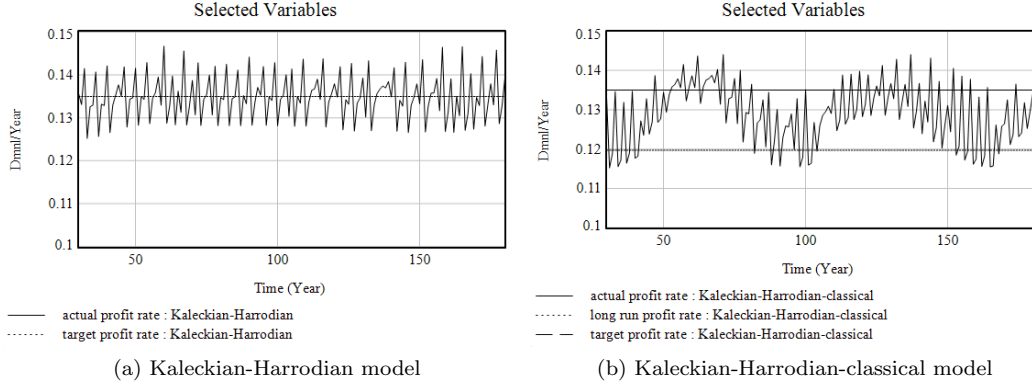 Selected Variables
0.15
0.14
0.13
0.12
0.1
Dmnl/Year
50
100
150
Time (Year)
actual profit rate : Kaleckian-Harrodian
target profit rate : Kaleckian-Harrodian
(a) Kaleckian-Harrodian model
Selected Variables
0.15
0.14
0.13
0.12
0.11
0.1
Dmnl/Year
50
100
150
Time (Year)
actual profit rate : Kaleckian-Harrodian-classical
long run profit rate : Kaleckian-Harrodian-classical
target profit rate : Kaleckian-Harrodian-classical
(b) Kaleckian-Harrodian-classical model